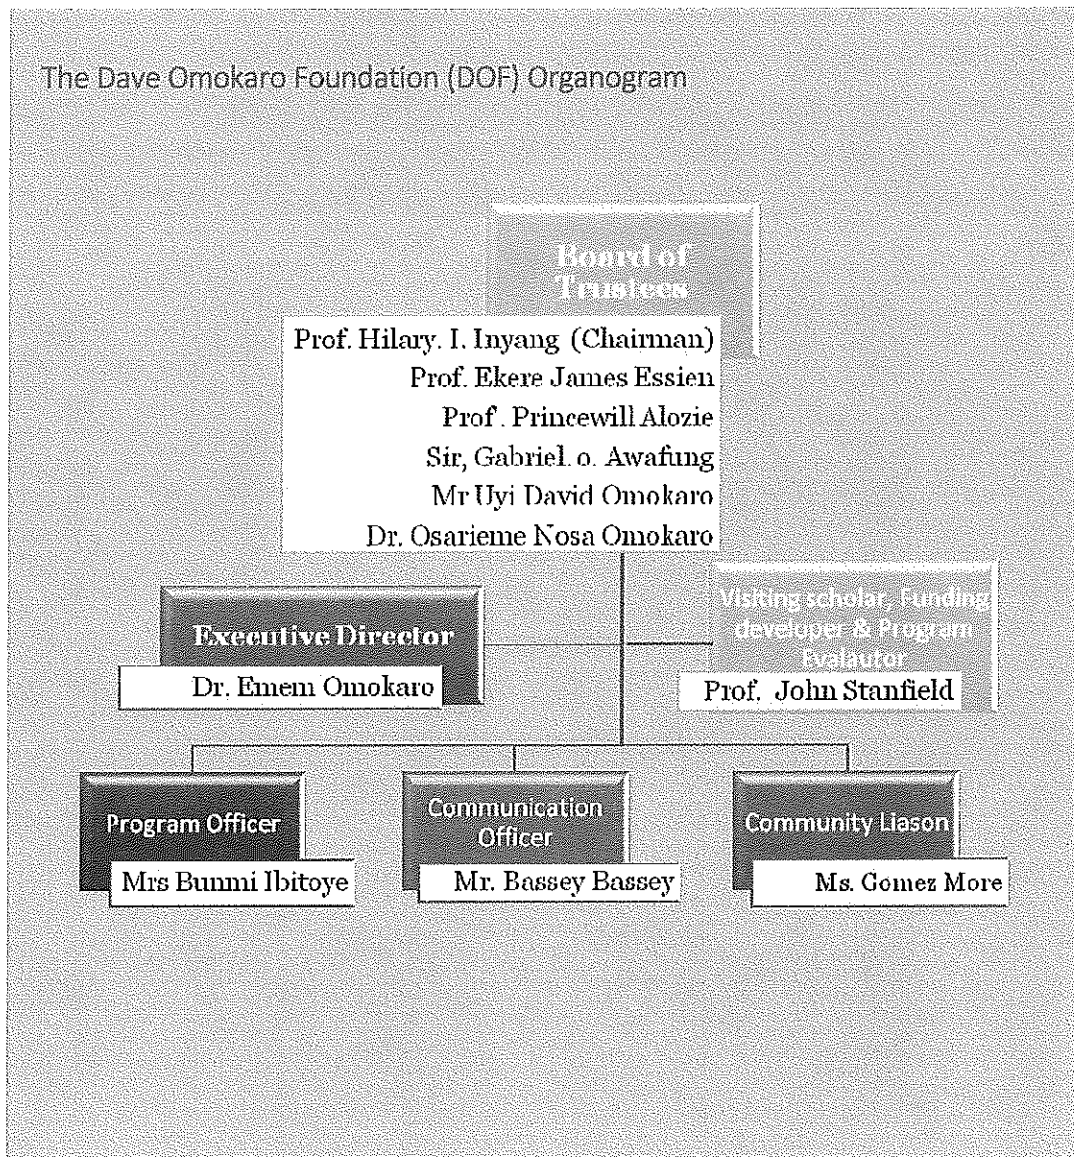 The Dave Omokaro Foundation (DOF) Organogram
Board of
Trustees
Prof. Hilary. I. Inyang (Chairman)
Prof. Ekere James Essien
Prof. Princewill Alozie
Sir, Gabriel. o. Awafung
Mr Uyi David Omokaro
Dr. Osarieme Nosa Omokaro
Executive Director
Dr. Emem Omokaro
Visiting scholar, Funding
developer & Program
Evalautor
Prof. John Stanfield
Program Officer
Mrs Bunmi Ibitoye
Communication
Officer
Mr. Bassey Bassey
Community Liason
Ms. Gomez More